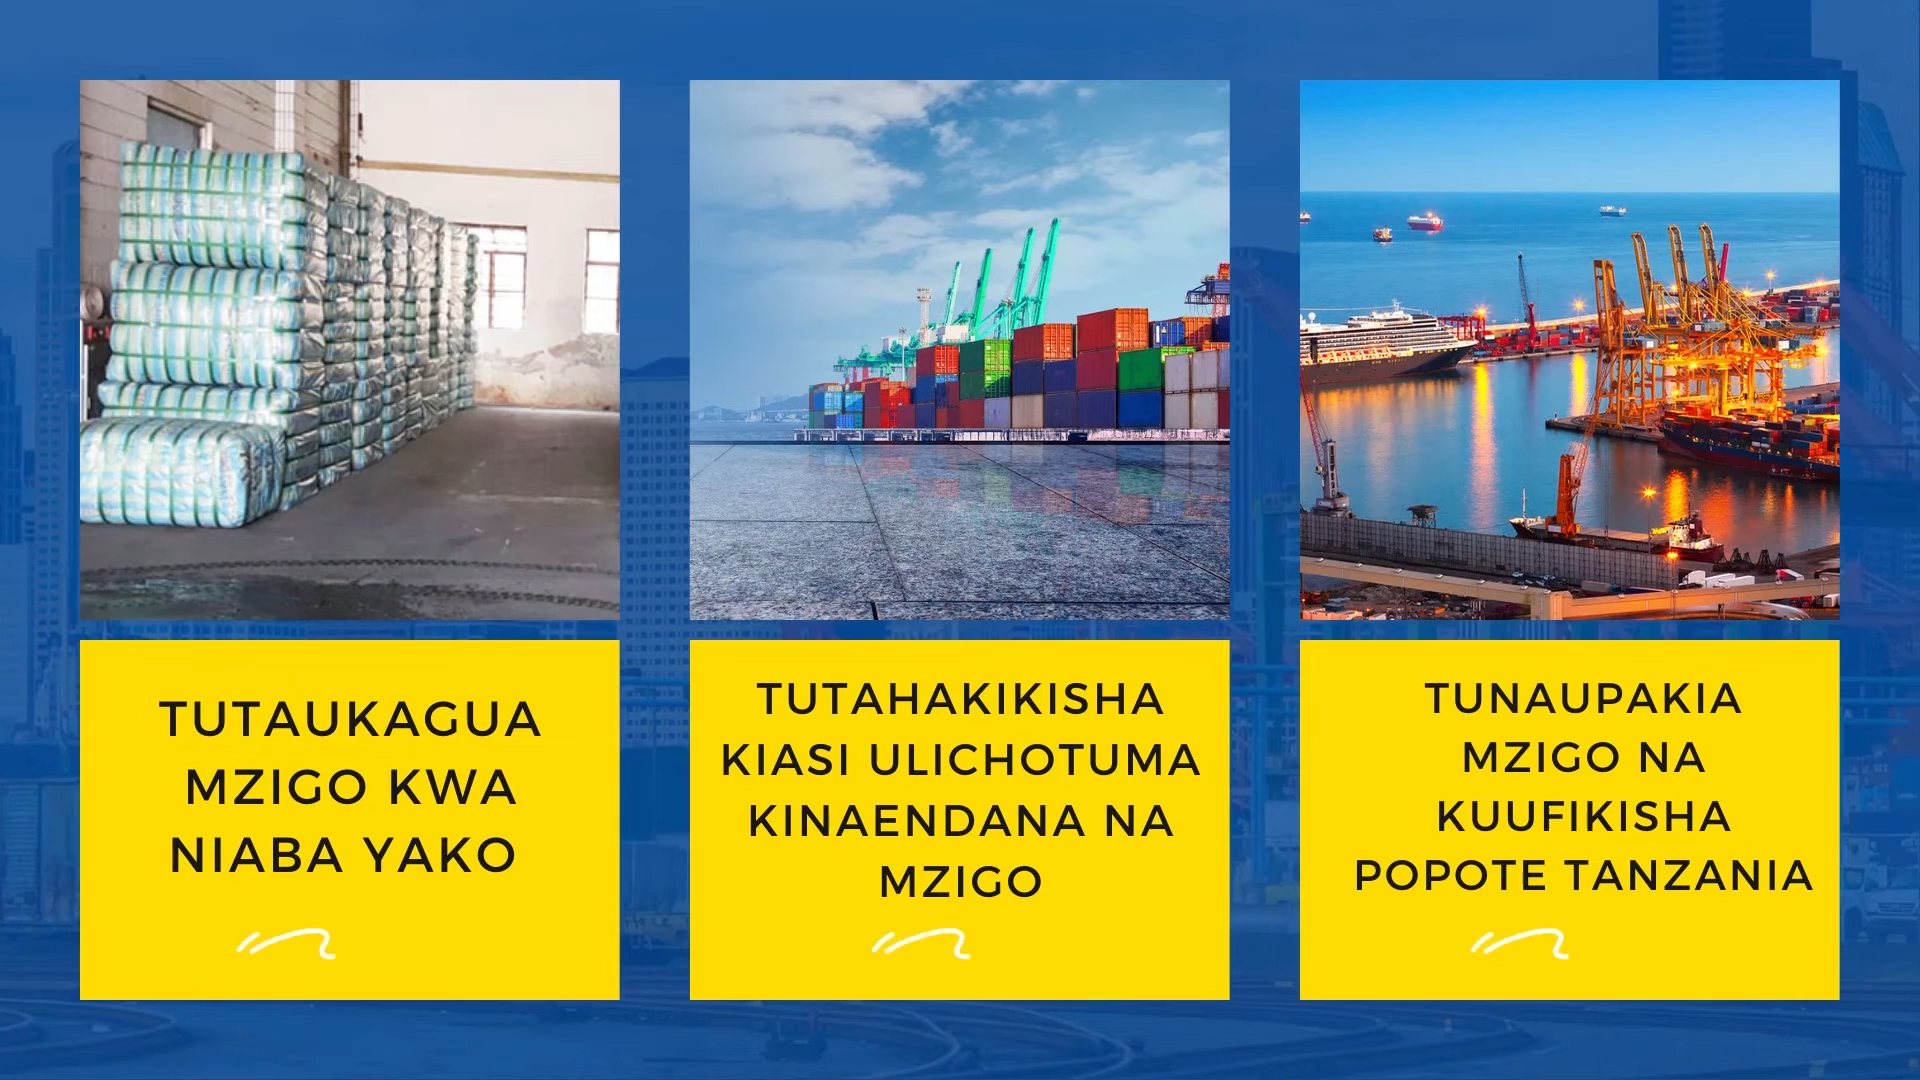 TUTAUKAGUA
MZIGO KWA
NIABA YAKO
TUTAHAKIKISHA
KIASI ULICHOTUMA
KINAENDANA NA
MZIGO
TUNAUPAKIA
MZIGO NA
KUUFIKISHA
POPOTE TANZANIA